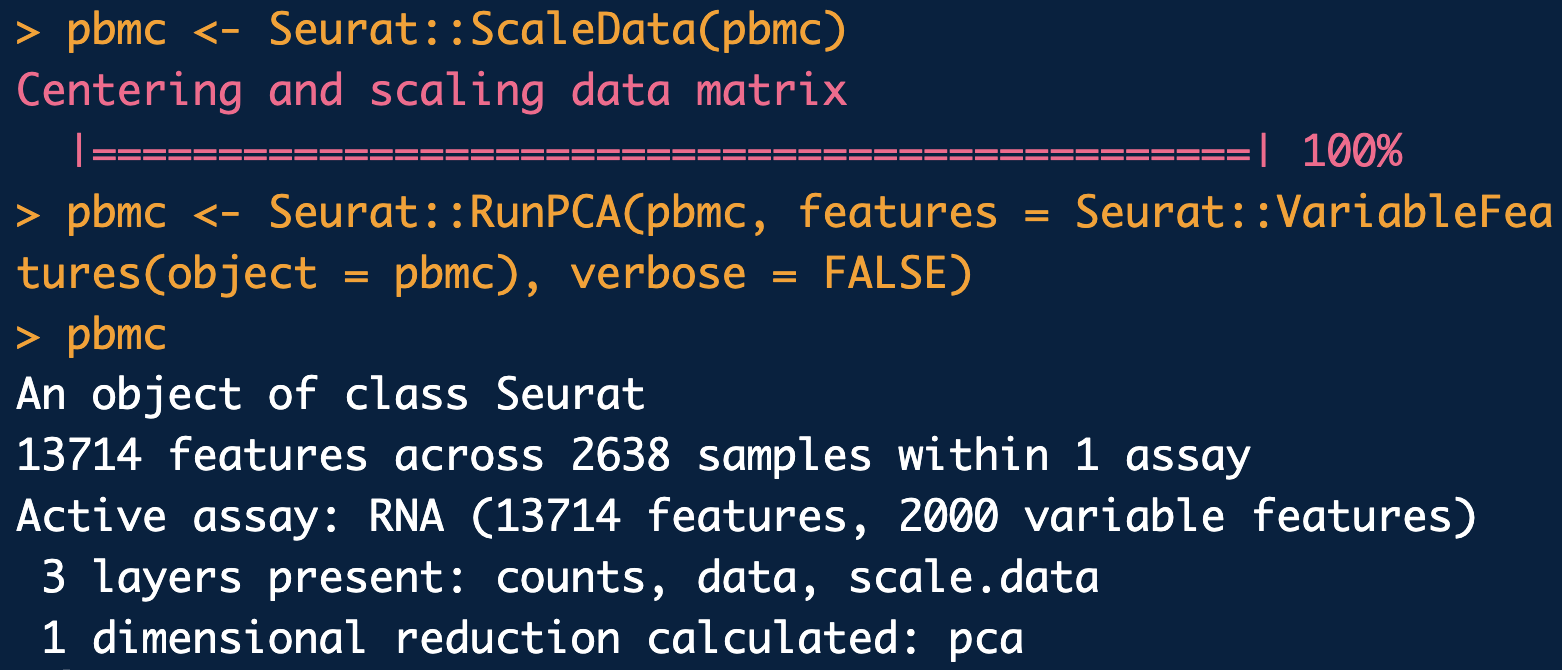 > pbmc <- Seurat::ScaleData(pbmc)
Centering and scaling data matrix
  |==============================================| 100%
> pbmc <- Seurat::RunPCA(pbmc, features = Seurat::VariableFea
tures(object = pbmc), verbose = FALSE)
> pbmc
An object of class Seurat
13714 features across 2638 samples within 1 assay
Active assay: RNA (13714 features, 2000 variable features)
 3 layers present: counts, data, scale.data
 1 dimensional reduction calculated: pca